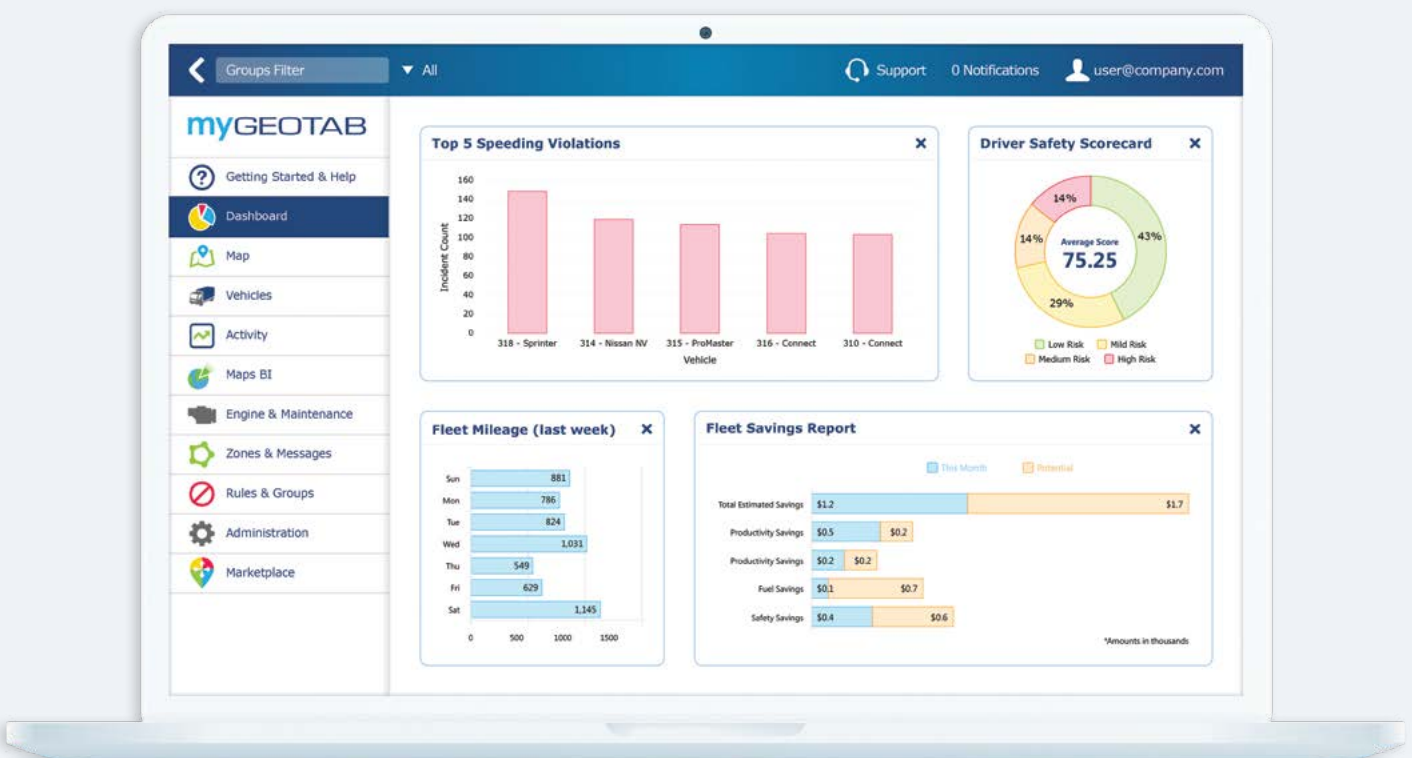 Groups Filter
All
Support
0 Notifications
user@company.com
myGEOTAB
Getting Started & Help
Dashboard
Map
Vehicles
Activity
Maps BI
Engine & Maintenance
Zones & Messages
Rules & Groups
Administration
Marketplace
Top 5 Speeding Violations
160
140
120
100
80
60
40
20
0
Incident Count
318 - Sprinter
314 - Nissan NV
315 - ProMaster
316 - Connect
310 - Connect
Vehicle
Driver Safety Scorecard
14%
14%
43%
29%
Average Score
75.25
Low Risk
Mild Risk
Medium Risk
High Risk
Fleet Mileage (last week)
Sun 881
Mon 786
Tue 824
Wed 1,031
Thu 549
Fri 629
Sat 1,145
0 500 1000 1500
Fleet Savings Report
This Month
Potential
Total Estimated Savings $1.2 $1.7
Productivity Savings $0.5 $0.2
Productivity Savings $0.2 $0.2
Fuel Savings $0.1 $0.7
Safety Savings $0.4 $0.6
*Amounts in thousands